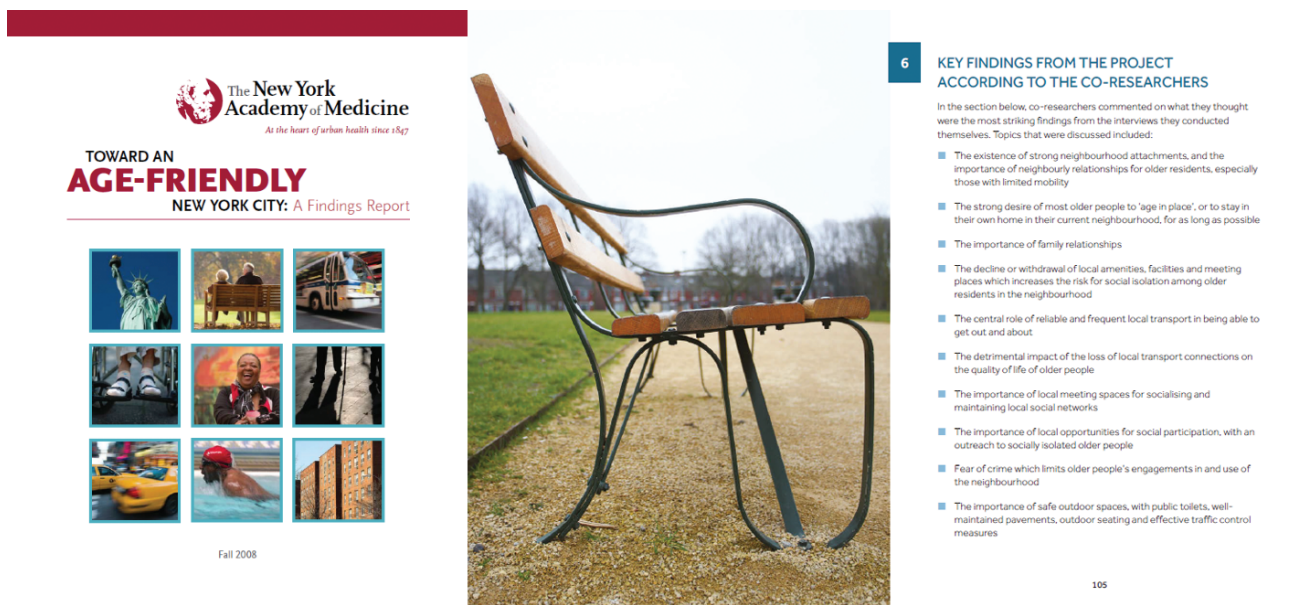 The New York
Academy of Medicine
At the heart of urban health since 1847
TOWARD AN
AGE-FRIENDLY
NEW YORK CITY: A Findings Report
Fall 2008
6
KEY FINDINGS FROM THE PROJECT
ACCORDING TO THE CO-RESEARCHERS
In the section below, co-researchers commented on what they thought
were the most striking findings from the interviews they conducted
themselves. Topics that were discussed included:
The existence of strong neighbourhood attachments, and the
importance of neighbourly relationships for older residents, especially
those with limited mobility
The strong desire of most older people to 'age in place', or to stay in
their own home in their current neighbourhood, for as long as possible
The importance of family relationships
The decline or withdrawal of local amenities, facilities and meeting
places which increases the risk for social isolation among older
residents in the neighbourhood
The central role of reliable and frequent local transport in being able to
get out and about
The detrimental impact of the loss of local transport connections on
the quality of life of older people
The importance of local meeting spaces for socialising and
maintaining local social networks
The importance of local opportunities for social participation, with an
outreach to socially isolated older people
Fear of crime which limits older people's engagements in and use of
the neighbourhood
The importance of safe outdoor spaces, with public toilets, well-
maintained pavements, outdoor seating and effective traffic control
measures
105